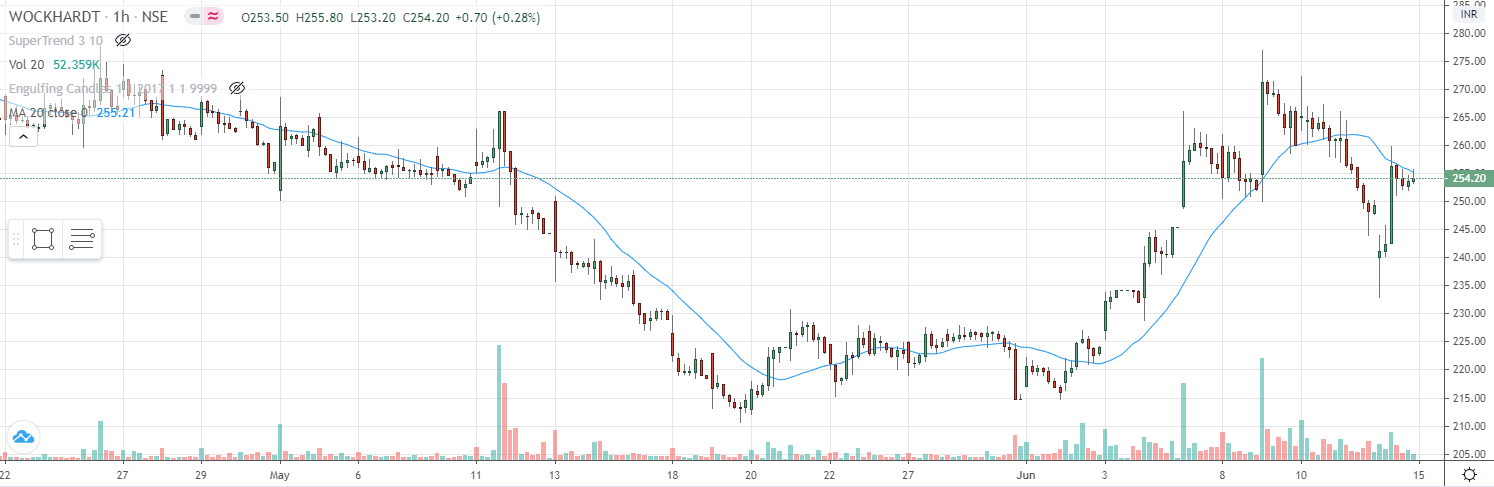 WOCKHARDT · 1h · NSE O253.50 H255.80 L253.20 C254.20 +0.70 (+0.28%)
SuperTrend 3 10
Vol 20 52.359K
MA 20 close 0 255.21
INR
285.00
280.00
275.00
270.00
265.00
260.00
254.20
250.00
245.00
240.00
235.00
230.00
225.00
220.00
215.00
210.00
205.00
22 27 29 May 6 11 13 18 20 22 27 Jun 3 8 10 15